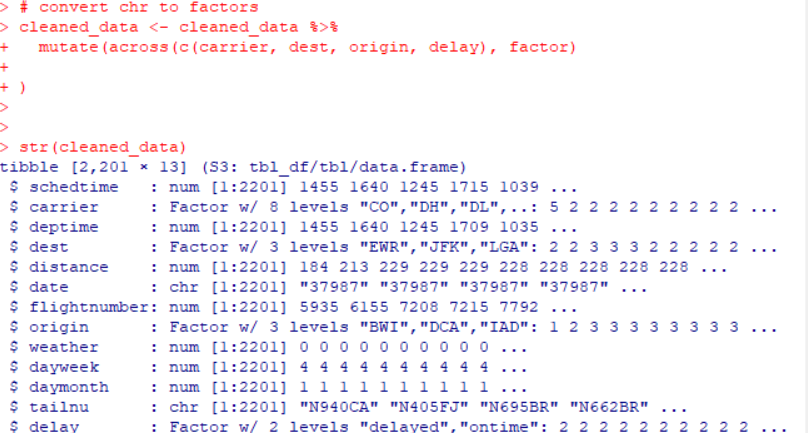 > # convert chr to factors
> cleaned_data <- cleaned_data %>%
+   mutate(across(c(carrier, dest, origin, delay), factor)
+
+ )
>
>
> str(cleaned_data)
tibble [2,201 × 13] (S3: tbl_df/tbl/data.frame)
 $ schedtime   : num [1:2201] 1455 1640 1245 1715 1039 ...
 $ carrier     : Factor w/ 8 levels "CO","DH","DL",..: 5 2 2 2 2 2 2 2 2 2 ...
 $ deptime     : num [1:2201] 1455 1640 1245 1709 1035 ...
 $ dest        : Factor w/ 3 levels "EWR","JFK","LGA": 2 2 3 3 3 2 2 2 2 2 ...
 $ distance    : num [1:2201] 184 213 229 229 229 228 228 228 228 228 ...
 $ date        : chr [1:2201] "37987" "37987" "37987" "37987" ...
 $ flightnumber: num [1:2201] 5935 6155 7208 7215 7792 ...
 $ origin      : Factor w/ 3 levels "BWI","DCA","IAD": 1 2 3 3 3 3 3 3 3 3 ...
 $ weather     : num [1:2201] 0 0 0 0 0 0 0 0 0 0 ...
 $ dayweek     : num [1:2201] 4 4 4 4 4 4 4 4 4 4 ...
 $ daymonth    : num [1:2201] 1 1 1 1 1 1 1 1 1 1 ...
 $ tailnu      : chr [1:2201] "N940CA" "N405FJ" "N695BR" "N662BR" ...
 $ delay       : Factor w/ 2 levels "delayed","ontime": 2 2 2 2 2 2 2 2 2 2 ...